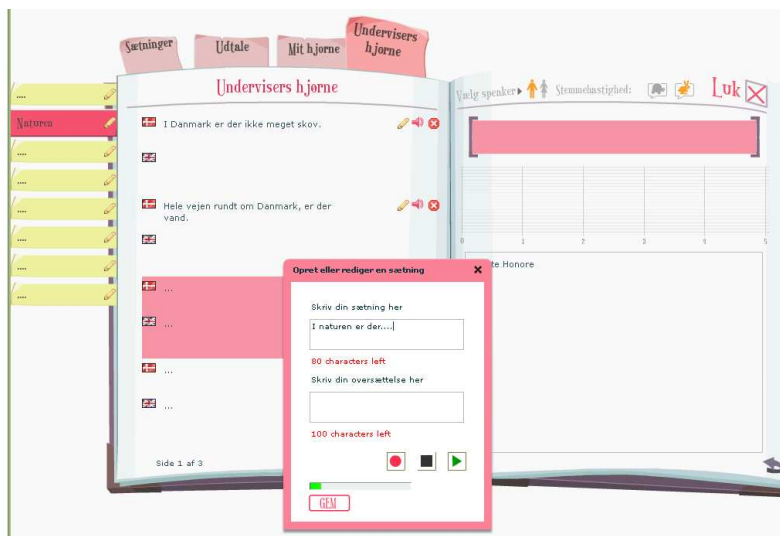 Sætninger
Udtale
Mit hjørne
Undervisers
hjørne
Undervisers hjørne
Vælg speaker
Stemmehastighed:
Luk
....
Naturen
....
....
....
....
....
....
I Danmark er der ikke meget skov.
Hele vejen rundt om Danmark, er der
vand.
...
...
...
...
Side 1 af 3
0 1 2 3 4 5
te Honore
Opret eller rediger en sætning
Skriv din sætning her
I naturen er der....
80 characters left
Skriv din oversættelse her
100 characters left
GEM